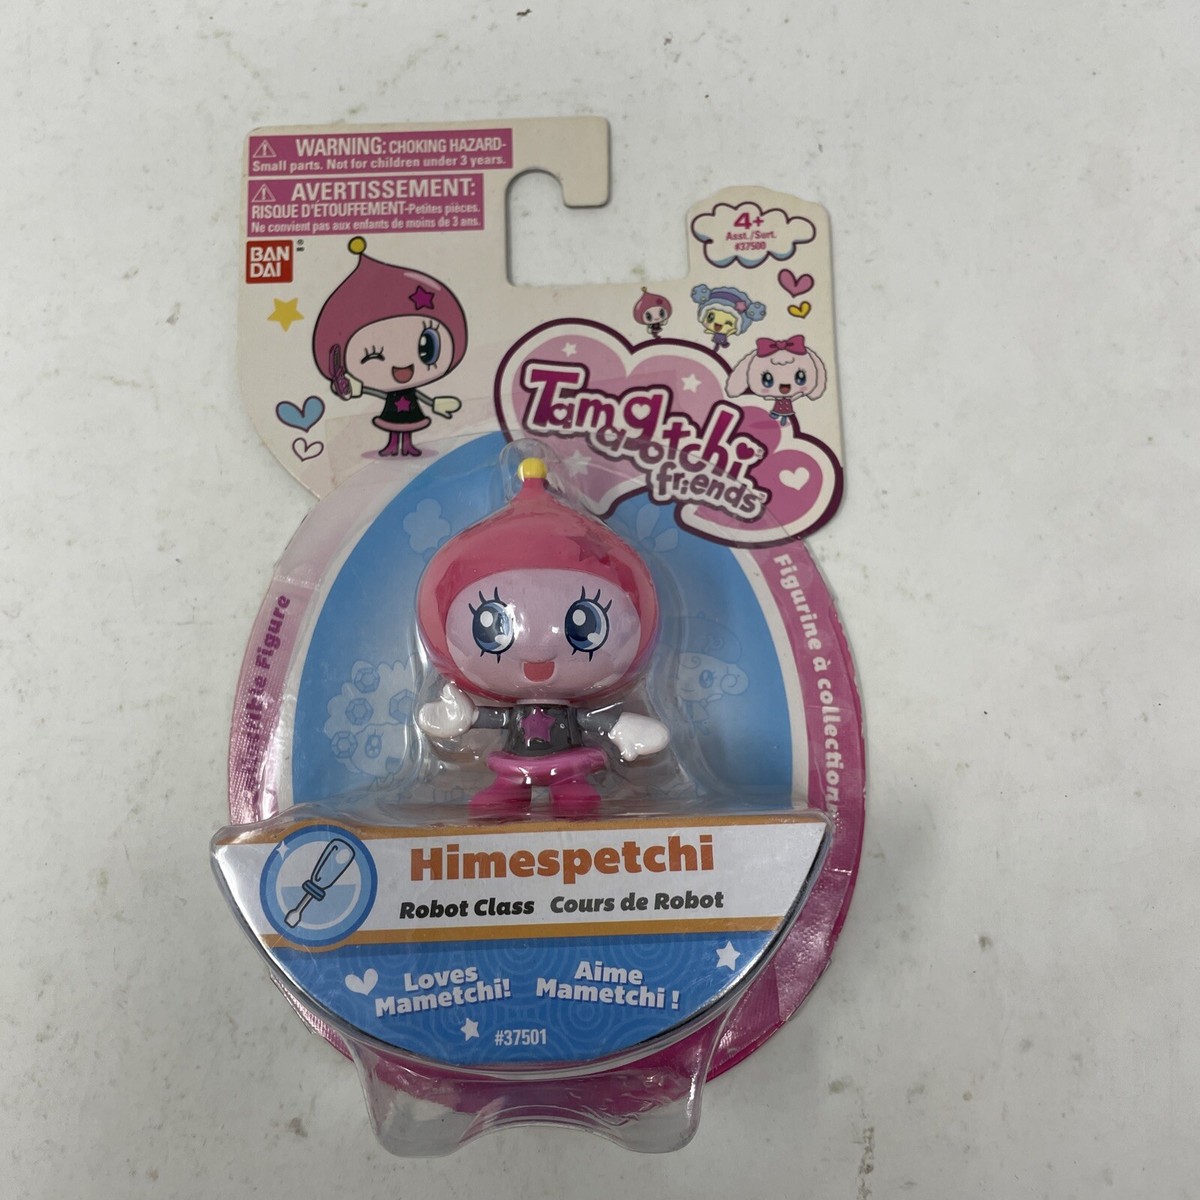 WARNING: CHOKING HAZARD-
Small parts. Not for children under 3 years.
AVERTISSEMENT:
RISQUE D'ÉTOUFFEMENT-Petites pièces.
Ne convient pas aux enfants de moins de 3 ans.
BAN
DAI
4+
Asst./Surt.
#37500
Tamagotchi
friends
Figure
Figurine à collectionner
Himespetchi
Robot Class Cours de Robot
Loves
Mametchi!
Aime
Mametchi !
#37501